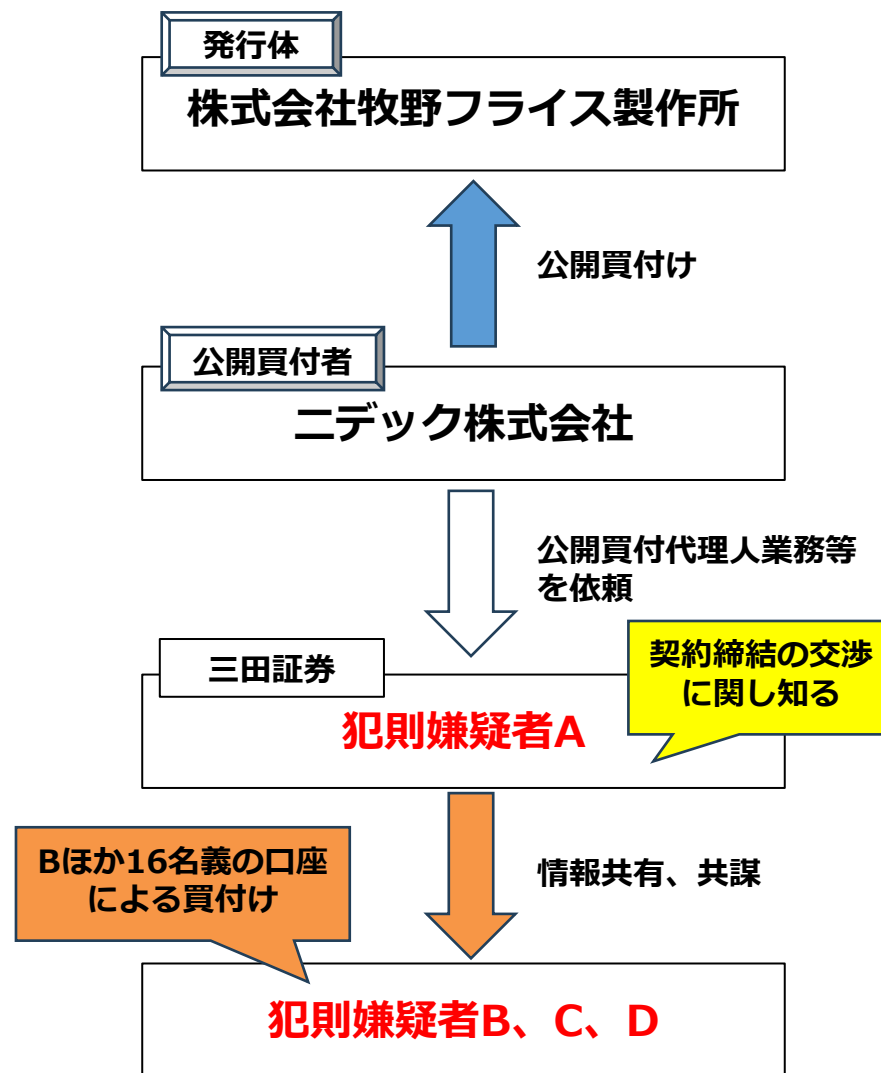 発行体
株式会社牧野フライス製作所
公開買付け
公開買付者
ニデック株式会社
公開買付代理人業務等
を依頼
三田証券
契約締結の交渉
に関し知る
犯則嫌疑者A
Bほか16名義の口座
による買付け
情報共有、共謀
犯則嫌疑者B、C、D